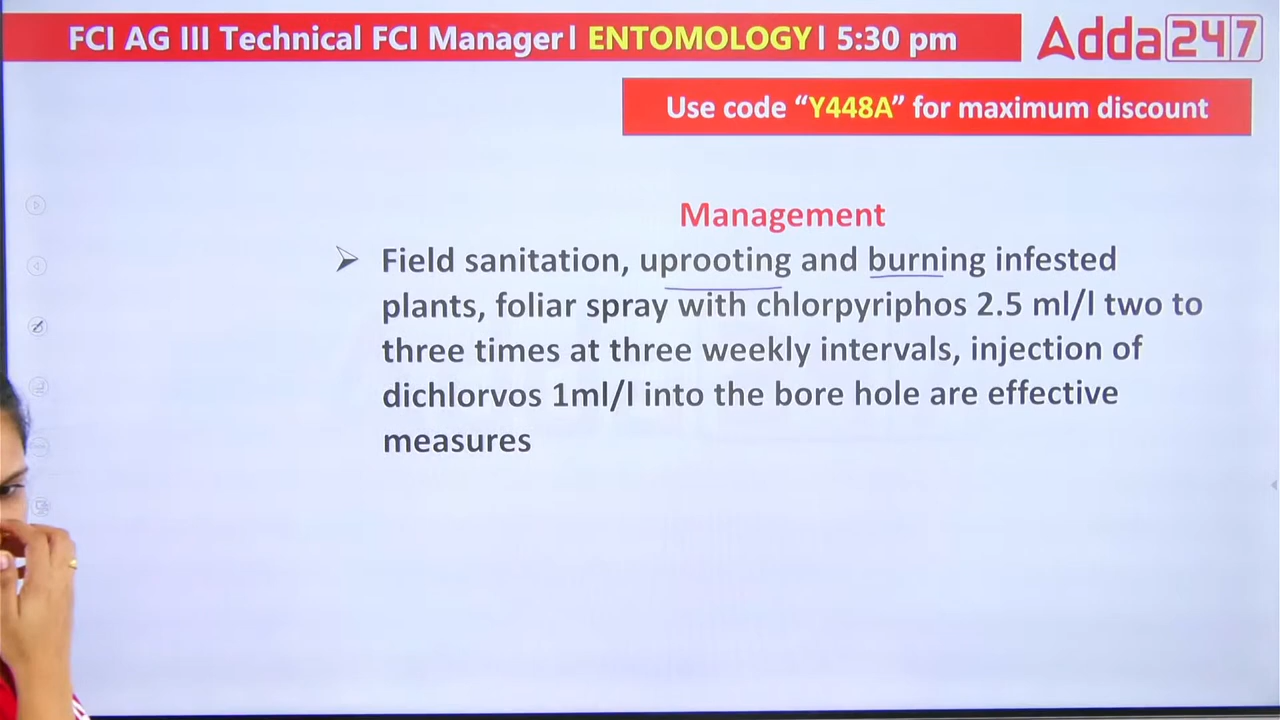 FCI AG III Technical FCI Manager| ENTOMOLOGY| 5:30 pm
Adda247
Use code “Y448A” for maximum discount
Management
➢ Field sanitation, uprooting and burning infested
plants, foliar spray with chlorpyriphos 2.5 ml/l two to
three times at three weekly intervals, injection of
dichlorvos 1ml/l into the bore hole are effective
measures